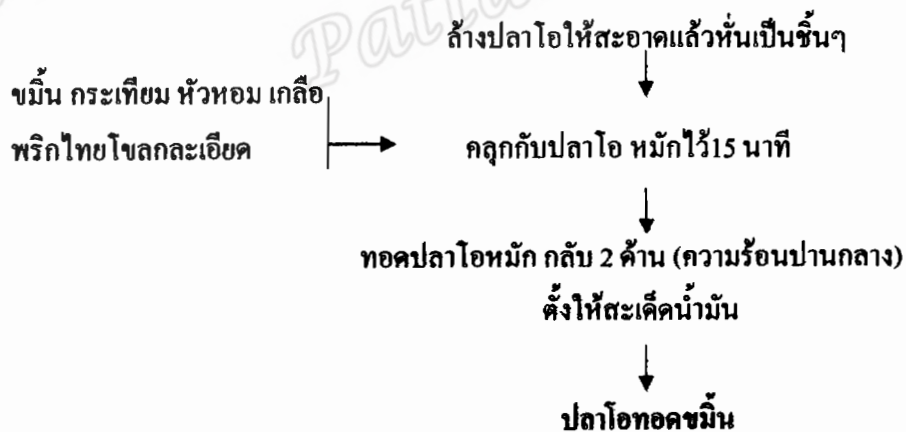 ล้างปลาโอให้สะอาดแล้วหั่นเป็นชิ้นๆ
ขมิ้น กระเทียม หัวหอม เกลือ
พริกไทยโขลกละเอียด
คลุกกับปลาโอ หมักไว้15 นาที
ทอดปลาโอหมัก กลับ 2 ด้าน (ความร้อนปานกลาง)
ตั้งให้สะเด็ดน้ำมัน
ปลาโอทอดขมิ้น